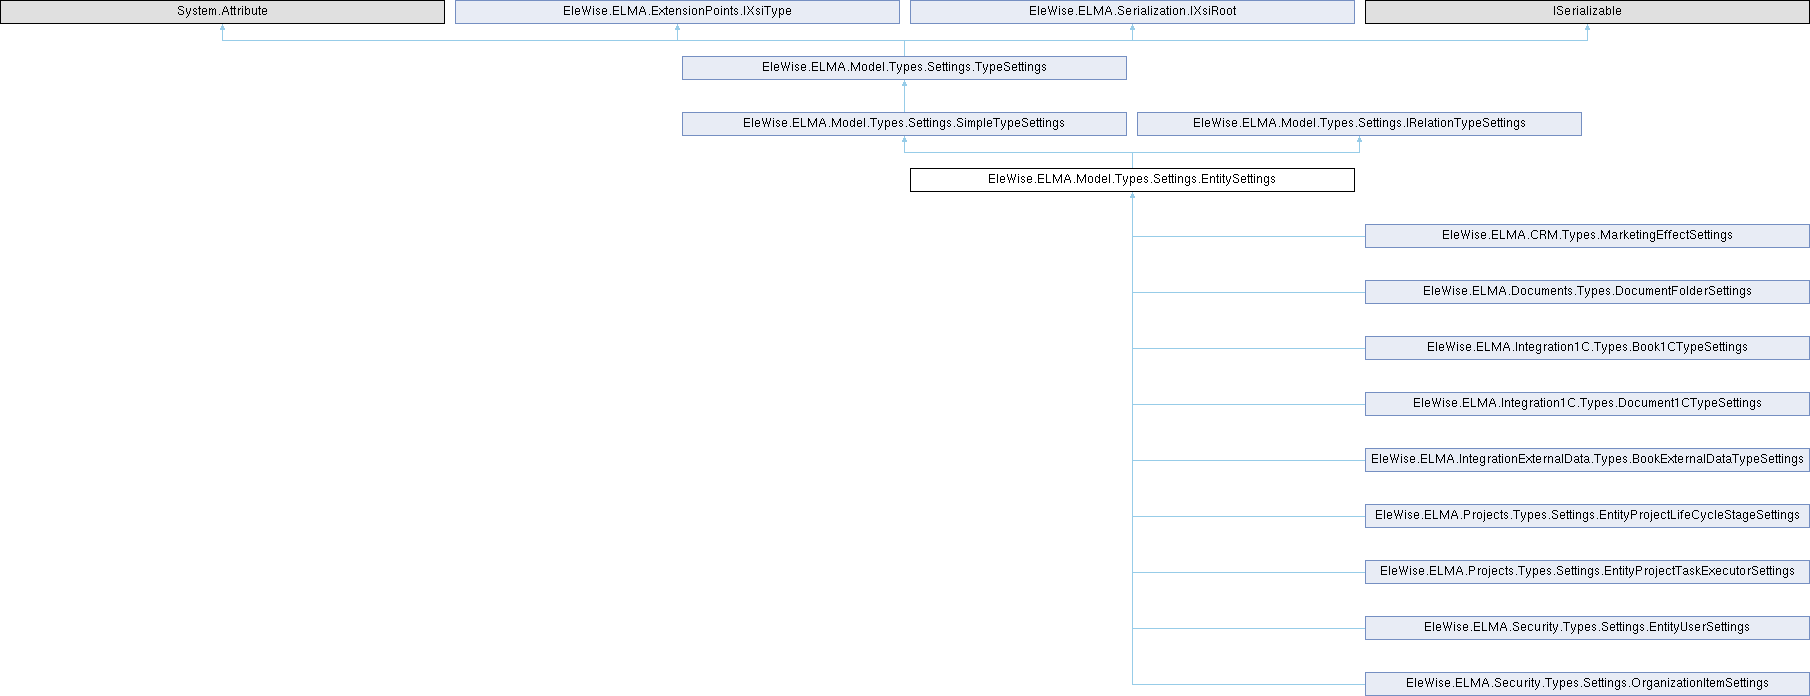 System.Attribute
EleWise.ELMA.ExtensionPoints.IXsiType
EleWise.ELMA.Serialization.IXsiRoot
ISerializable
EleWise.ELMA.Model.Types.Settings.TypeSettings
EleWise.ELMA.Model.Types.Settings.SimpleTypeSettings
EleWise.ELMA.Model.Types.Settings.IRelationTypeSettings
EleWise.ELMA.Model.Types.Settings.EntitySettings
EleWise.ELMA.CRM.Types.MarketingEffectSettings
EleWise.ELMA.Documents.Types.DocumentFolderSettings
EleWise.ELMA.Integration1C.Types.Book1CTypeSettings
EleWise.ELMA.Integration1C.Types.Document1CTypeSettings
EleWise.ELMA.IntegrationExternalData.Types.BookExternalDataTypeSettings
EleWise.ELMA.Projects.Types.Settings.EntityProjectLifeCycleStageSettings
EleWise.ELMA.Projects.Types.Settings.EntityProjectTaskExecutorSettings
EleWise.ELMA.Security.Types.Settings.EntityUserSettings
EleWise.ELMA.Security.Types.Settings.OrganizationItemSettings